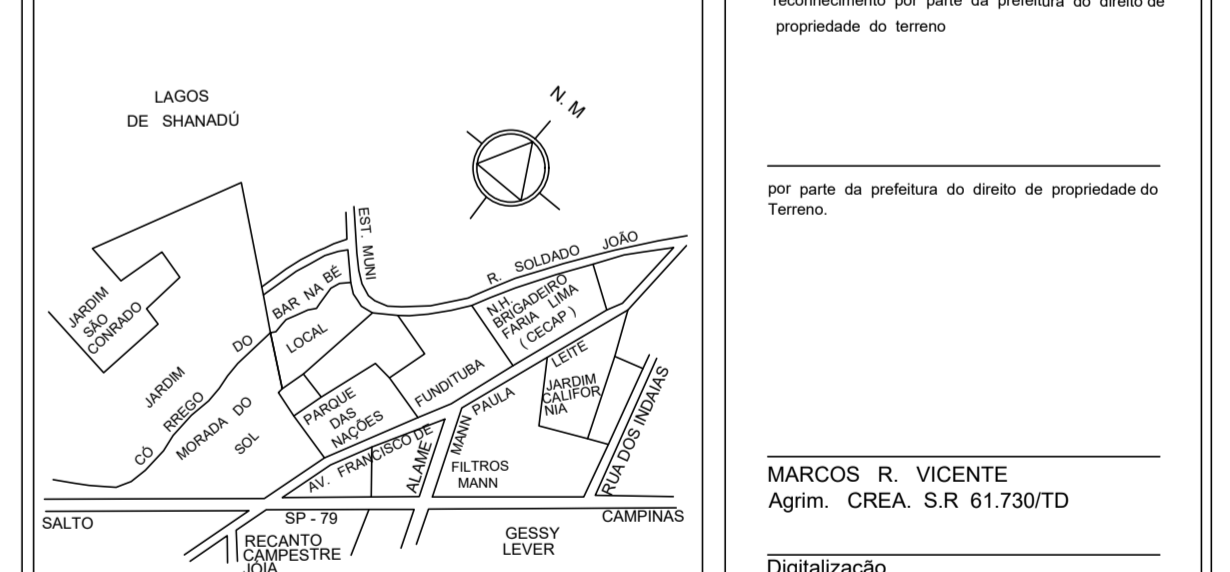 LAGOS
DE SHANADÚ
N. M
EST. MUNI
R. SOLDADO JOÃO
BAR NA BÉ
JARDIM
SÃO
CONRADO
N.H.
BRIGADEIRO
FARIA LIMA
( CECAP )
LOCAL
CÓ RREGO DO
JARDIM
MORADA DO
SOL
PARQUE
DAS
NAÇÕES
FUNDITUBA
AV. FRANCISCO DE PAULA LEITE
JARDIM
CALIFOR
NIA
ALAME
MANN
FILTROS
MANN
RUA DOS INDAIAS
SALTO
SP - 79
CAMPINAS
RECANTO
CAMPESTRE
JÓIA
GESSY
LEVER
reconhecimento por parte da prefeitura do direito de
propriedade do terreno
por parte da prefeitura do direito de propriedade do
Terreno.
MARCOS R. VICENTE
Agrim. CREA. S.R 61.730/TD
Digitalização